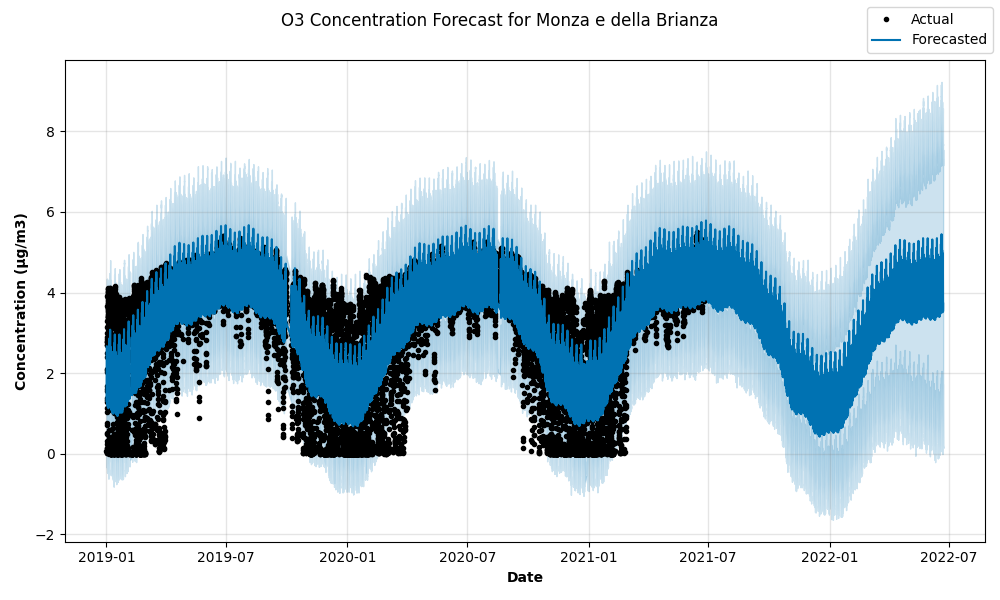 O3 Concentration Forecast for Monza e della Brianza
Actual
Forecasted
Concentration (µg/m3)
8
6
4
2
0
−2
2019-01
2019-07
2020-01
2020-07
2021-01
2021-07
2022-01
2022-07
Date